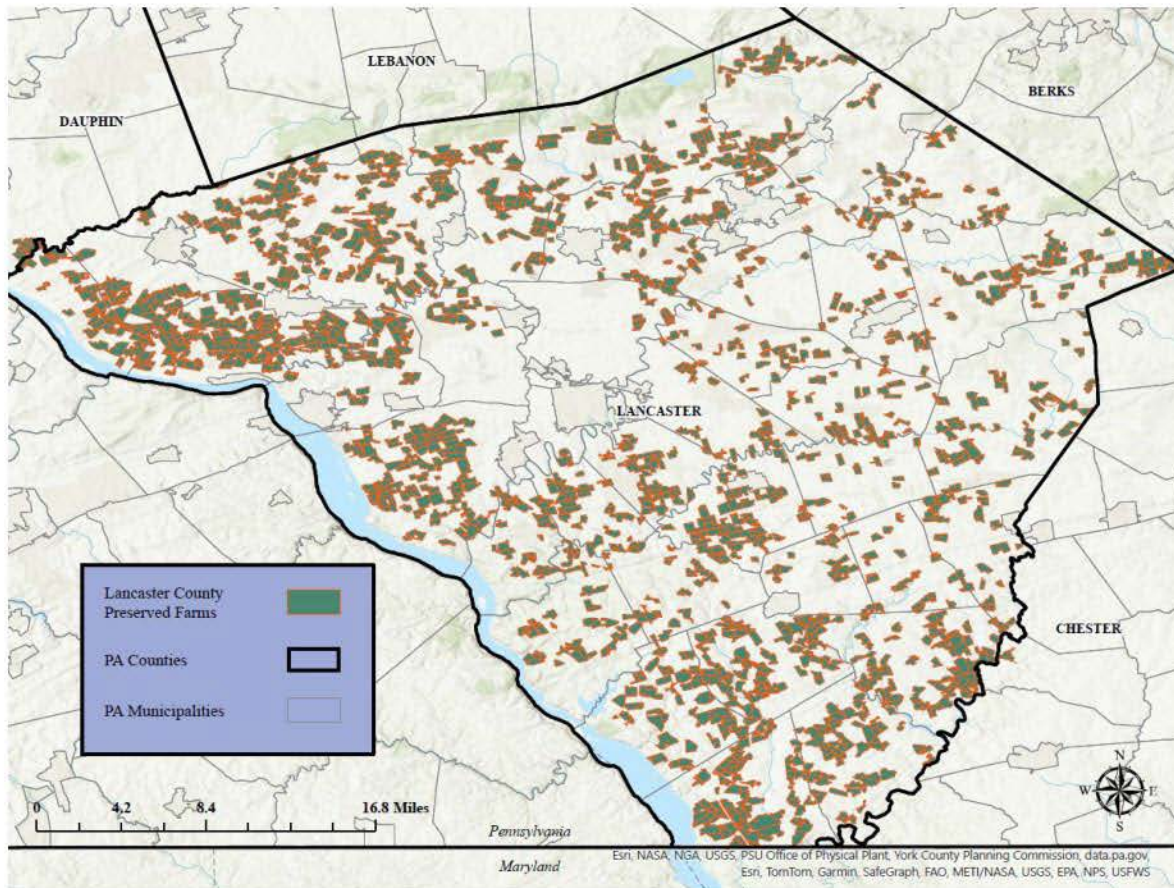 LEBANON
BERKS
DAUPHIN
LANCASTER
Lancaster County
Preserved Farms
PA Counties
PA Municipalities
CHESTER
N
W E
S
0 4.2 8.4 16.8 Miles
Pennsylvania
Maryland
Esri, NASA, NGA, USGS, PSU Office of Physical Plant, York County Planning Commission, data.pa.gov,
Esri, TomTom, Garmin, SafeGraph, FAO, METI/NASA, USGS, EPA, NPS, USFWS